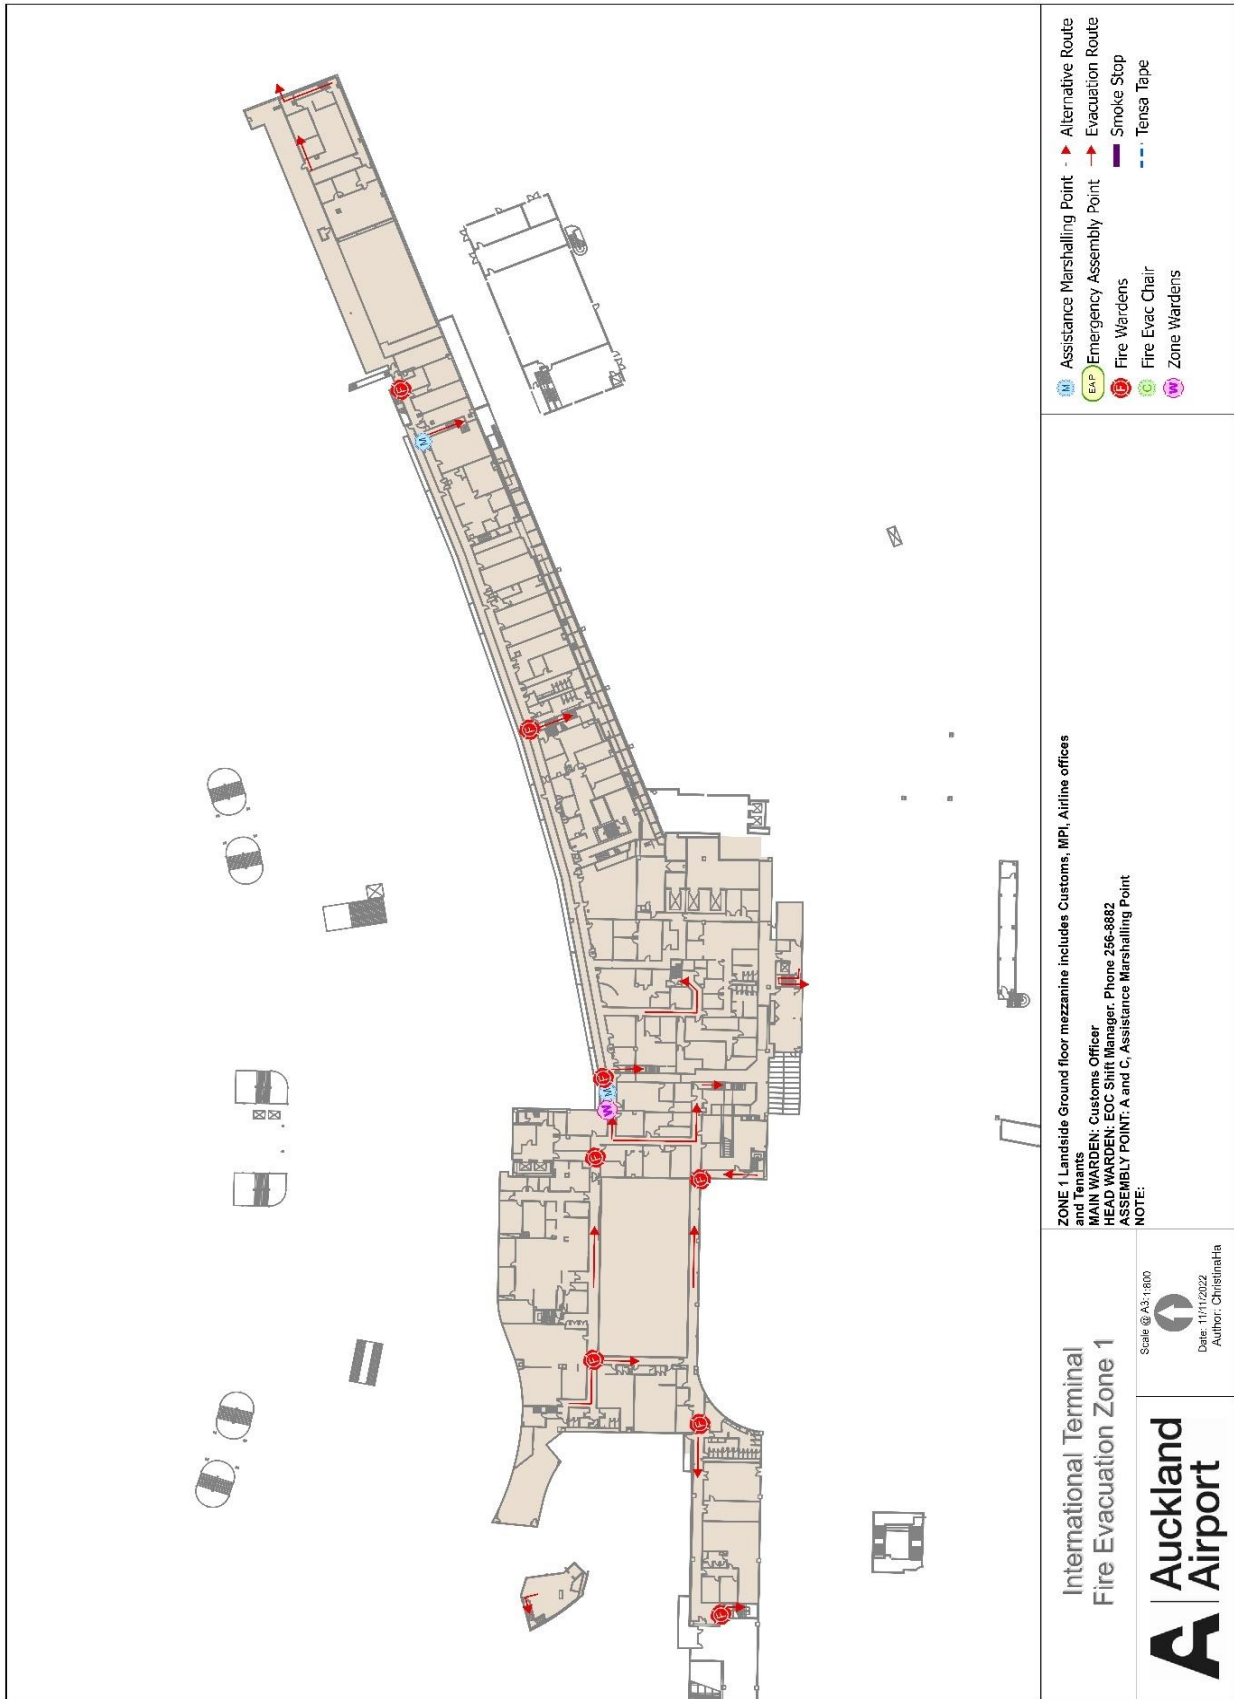 International Terminal
Fire Evacuation Zone 1
A Auckland
Airport
Scale @ A3:1:800
Date: 11/11/2022
Author: ChristinaHa
ZONE 1 Landside Ground floor mezzanine includes Customs, MPI, Airline offices
and Tenants
MAIN WARDEN: Customs Officer
HEAD WARDEN: EOC Shift Manager. Phone 256-8882
ASSEMBLY POINT: A and C, Assistance Marshalling Point
NOTE:
M Assistance Marshalling Point
EAP Emergency Assembly Point
F Fire Wardens
C Fire Evac Chair
W Zone Wardens
Alternative Route
Evacuation Route
Smoke Stop
Tensa Tape
F
M
F
F
M
W
F
F
F
F
F